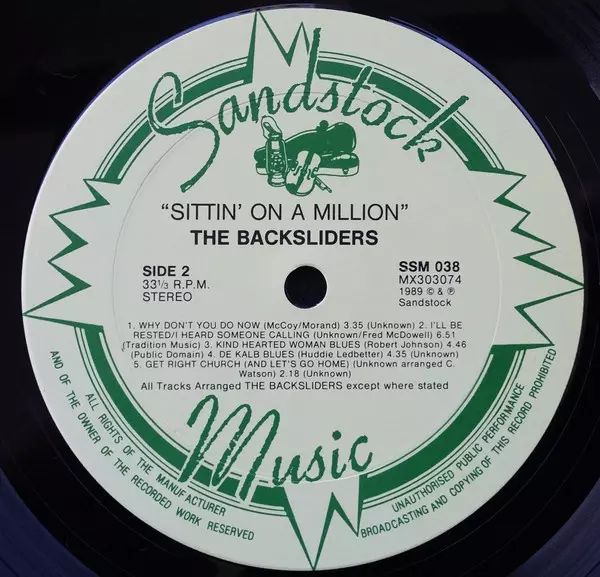 Sandstock
"SITTIN' ON A MILLION"
THE BACKSLIDERS
SIDE 2
33⅓ R.P.M.
STEREO
SSM 038
MX303074
1989 © & ℗
Sandstock
1. WHY DON'T YOU DO NOW (McCoy/Morand) 3.35 (Unknown) 2. I'LL BE
RESTED/I HEARD SOMEONE CALLING (Unknown/Fred McDowell) 6.51
(Tradition Music) 3. KIND HEARTED WOMAN BLUES (Robert Johnson) 4.46
(Public Domain) 4. DE KALB BLUES (Huddie Ledbetter) 4.35 (Unknown)
5. GET RIGHT CHURCH (AND LET'S GO HOME) (Unknown arranged C.
Watson) 2.18 (Unknown)
All Tracks Arranged THE BACKSLIDERS except where stated
Music
ALL RIGHTS OF THE MANUFACTURER
AND OF THE OWNER OF THE RECORDED WORK RESERVED
UNAUTHORISED PUBLIC PERFORMANCE
BROADCASTING AND COPYING OF THIS RECORD PROHIBITED